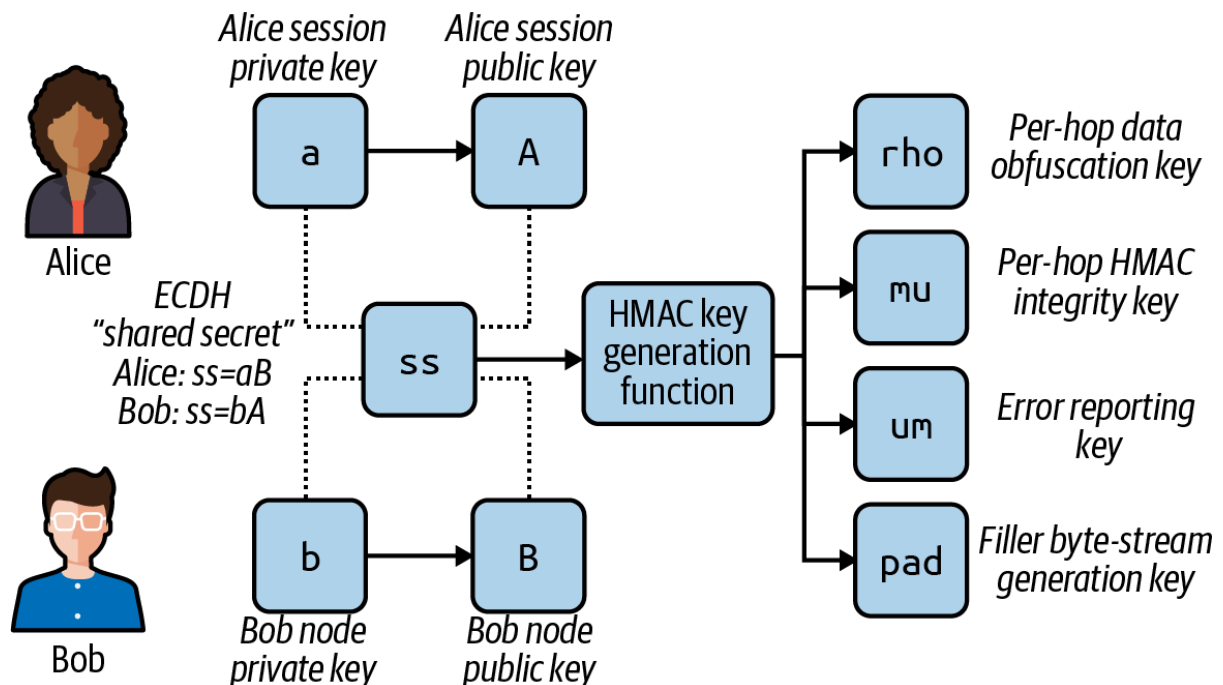 Alice session
private key
Alice session
public key
a
A
Alice
ECDH
“shared secret”
Alice: ss=aB
Bob: ss=bA
ss
HMAC key
generation
function
rho
Per-hop data
obfuscation key
mu
Per-hop HMAC
integrity key
um
Error reporting
key
pad
Filler byte-stream
generation key
b
B
Bob
Bob node
private key
Bob node
public key